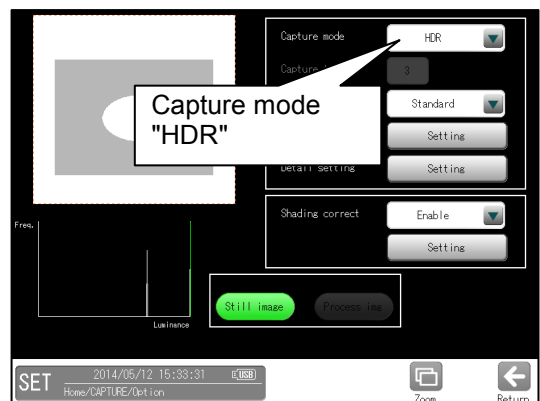 Capture mode
HDR
Capture
3
Capture mode
"HDR"
Standard
Setting
Detail setting
Setting
Shading correct
Enable
Setting
Freq.
Luminance
Still image
Process img
SET
2014/05/12 15:33:31
USB
Home/CAPTURE/Option
Zoom
Return